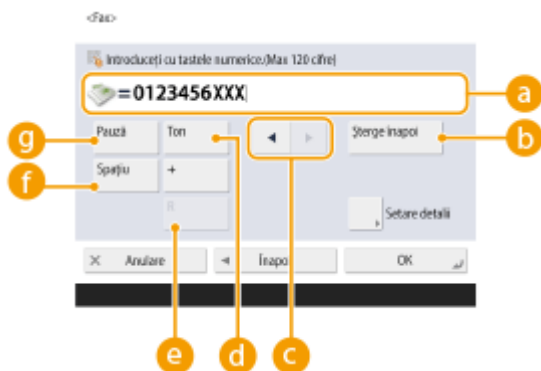 <Fax>
Introduceți cu tastele numerice.(Max 120 cifre)
=0123456XXX
a
g
Pauză
Ton
Șterge înapoi
b
f
Spațiu
+
R
Setare detalii
Anulare
Înapoi
OK
e
d
c